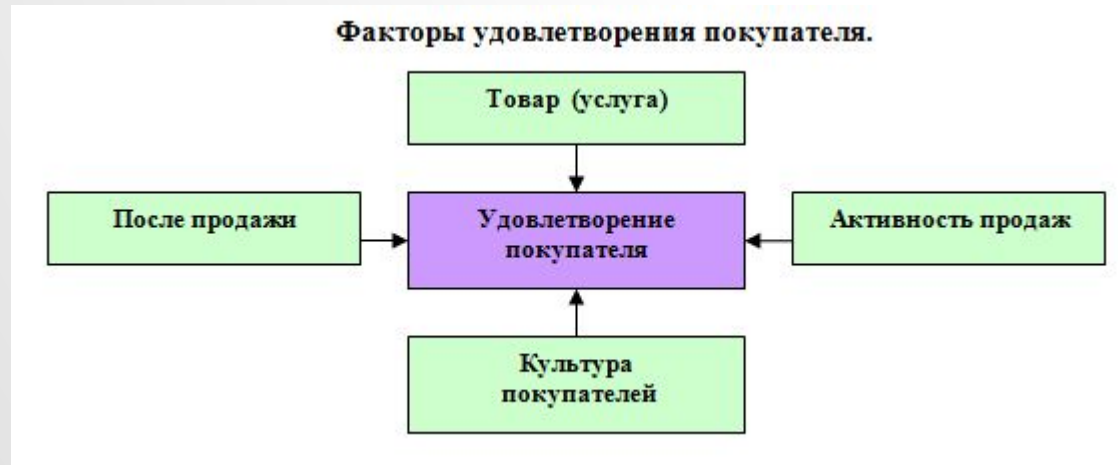 Факторы удовлетворения покупателя.
Товар (услуга)
После продажи
Удовлетворение
покупателя
Активность продаж
Культура
покупателей